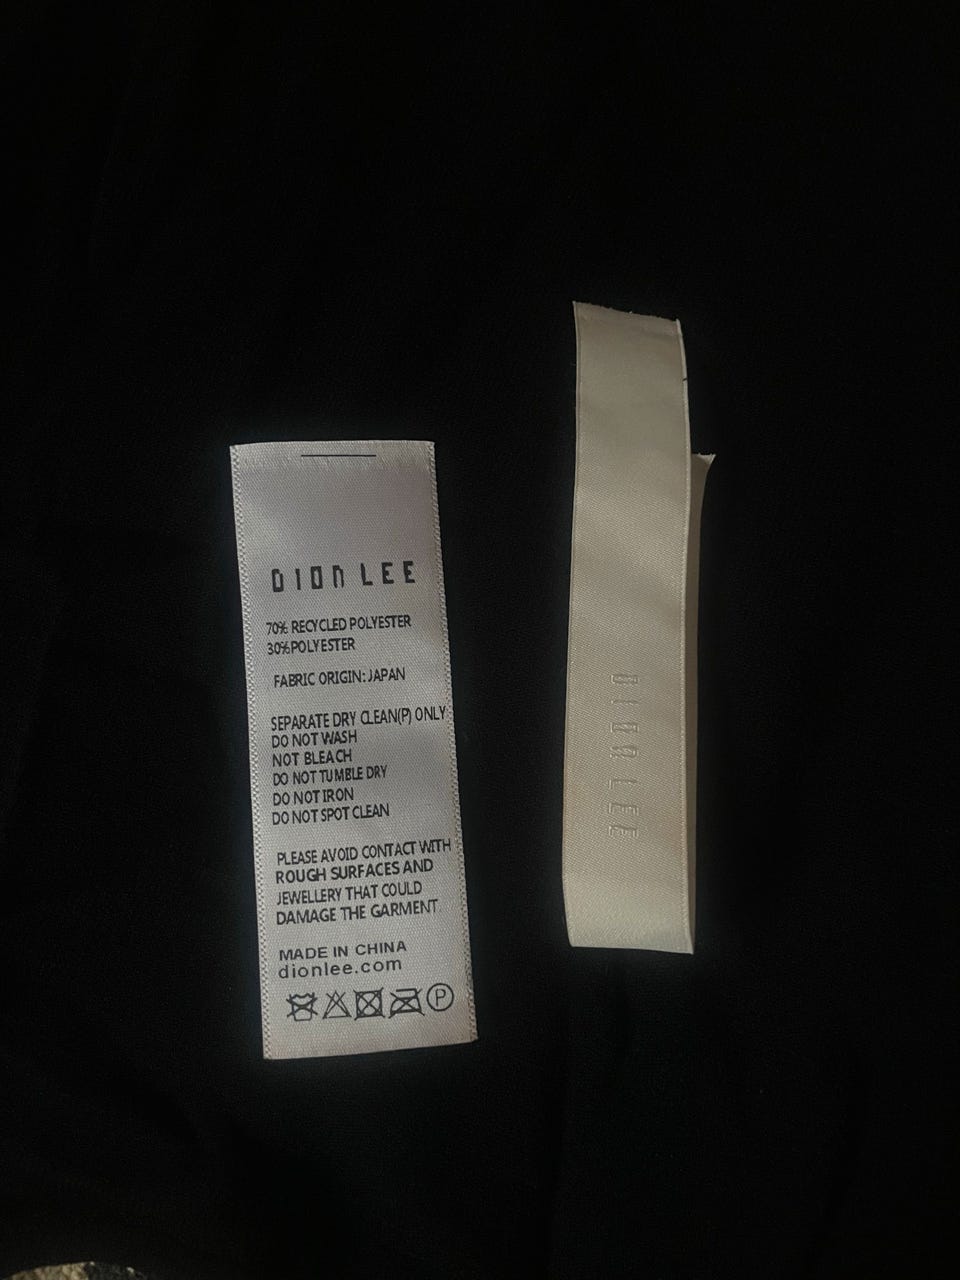 DION LEE
70% RECYCLED POLYESTER
30%POLYESTER
FABRIC ORIGIN: JAPAN
SEPARATE DRY CLEAN(P) ONLY
DO NOT WASH
NOT BLEACH
DO NOT TUMBLE DRY
DO NOT IRON
DO NOT SPOT CLEAN
PLEASE AVOID CONTACT WITH
ROUGH SURFACES AND
JEWELLERY THAT COULD
DAMAGE THE GARMENT.
MADE IN CHINA
dionlee.com
P
DION LEE